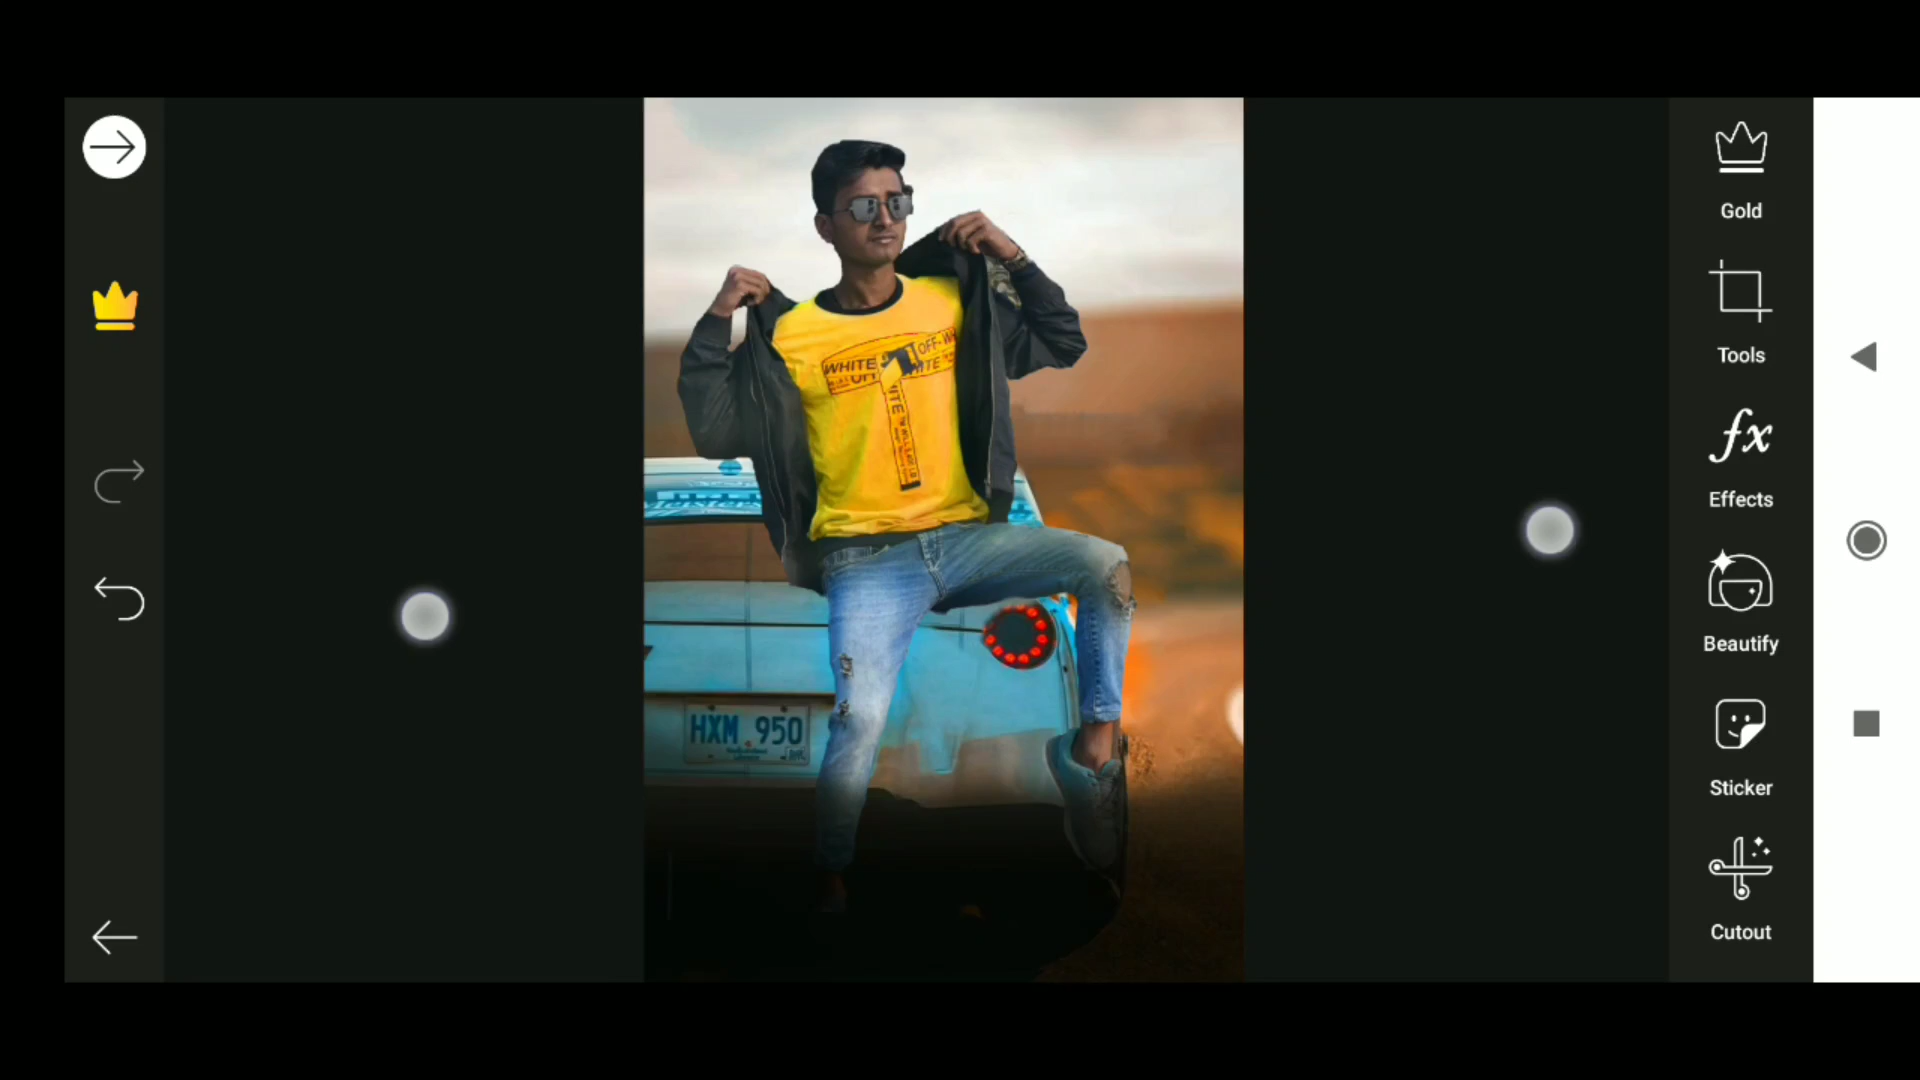 Gold
Tools
Effects
Beautify
Sticker
Cutout
WHITE
OFF-W
HXM 950